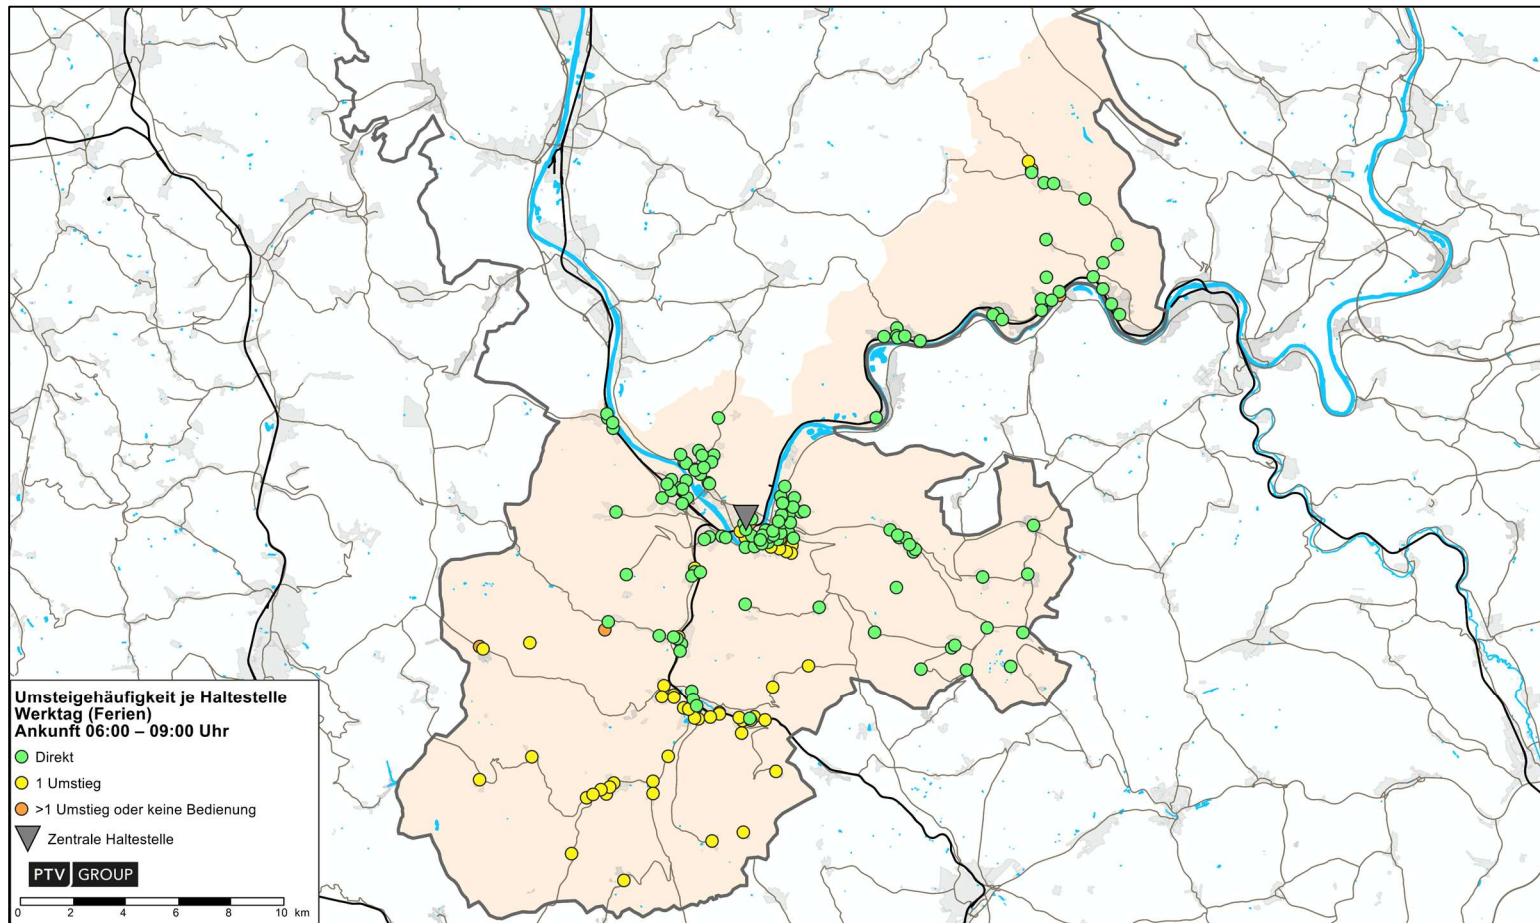 Umsteigehäufigkeit je Haltestelle
Werktag (Ferien)
Ankunft 06:00 – 09:00 Uhr
Direkt
1 Umstieg
>1 Umstieg oder keine Bedienung
Zentrale Haltestelle
PTV GROUP
0 2 4 6 8 10 km